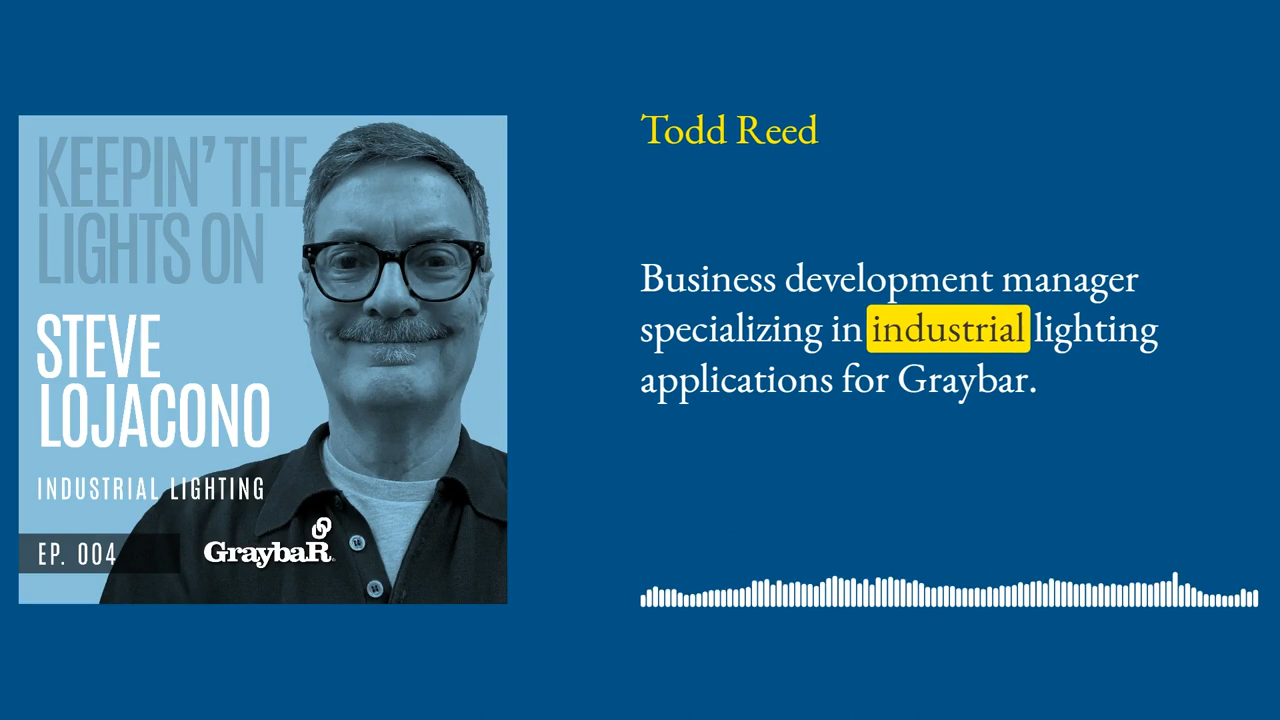 KEEPIN' THE
LIGHTS ON
STEVE
LOJACONO
INDUSTRIAL LIGHTING
EP. 004
GraybaR
Todd Reed
Business development manager
specializing in industrial lighting
applications for Graybar.